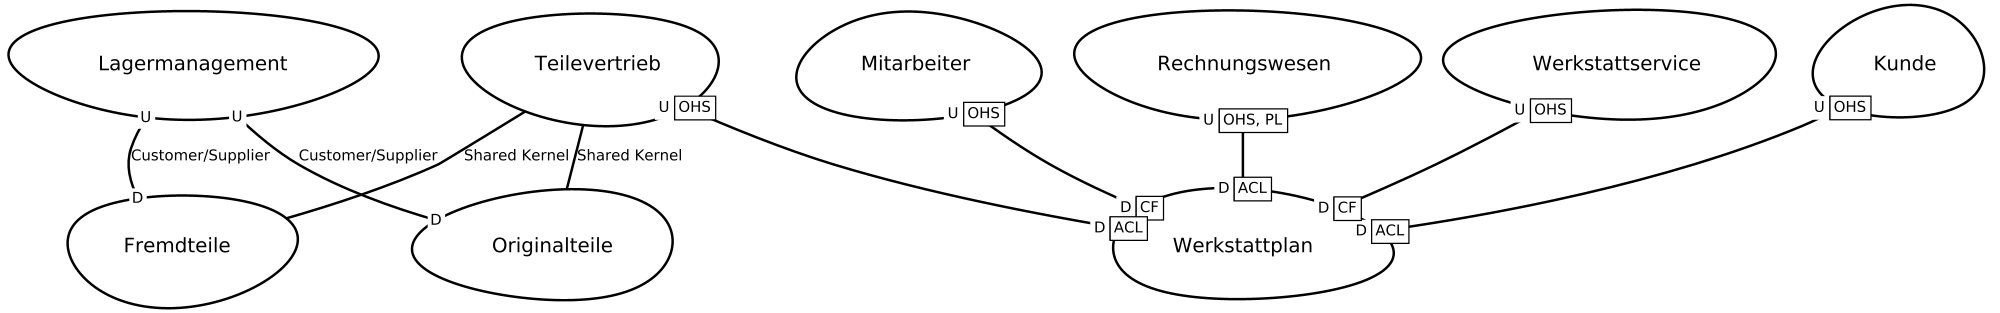 Lagermanagement
Teilevertrieb
Mitarbeiter
Rechnungswesen
Werkstattservice
Kunde
U
U
U OHS
U OHS
U OHS, PL
U OHS
U OHS
Customer/Supplier
Customer/Supplier
Shared Kernel
Shared Kernel
D
D
D CF
D ACL
D ACL
D CF
D ACL
Fremdteile
Originalteile
Werkstattplan